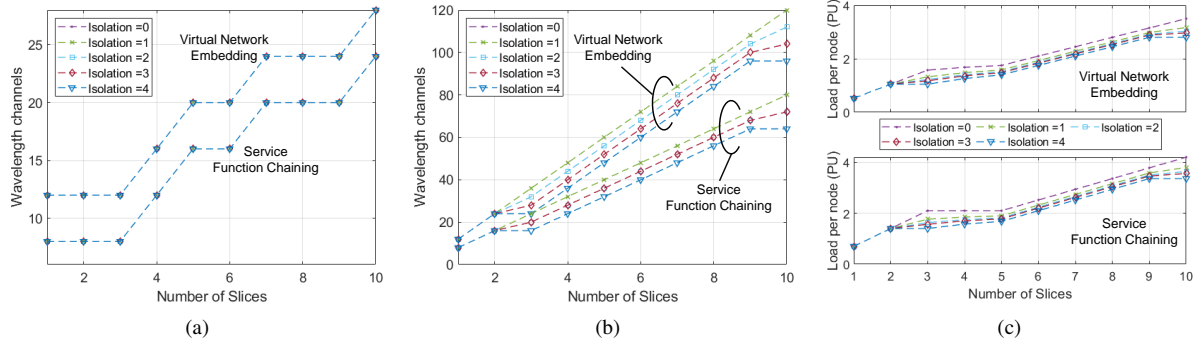 Wavelength channels
25
20
15
10
Isolation =0
Isolation =1
Isolation =2
Isolation =3
Isolation =4
Virtual Network
Embedding
Service
Function Chaining
2
4
6
8
10
Number of Slices
(a)
Wavelength channels
120
100
80
60
40
20
0
Isolation =0
Isolation =1
Isolation =2
Isolation =3
Isolation =4
Virtual Network
Embedding
Service
Function Chaining
2
4
6
8
10
Number of Slices
(b)
Load per node (PU)
4
2
0
Virtual Network
Embedding
Isolation =0
Isolation =1
Isolation =2
Isolation =3
Isolation =4
Load per node (PU)
4
2
0
Service
Function Chaining
1
2
3
4
5
6
7
8
9
10
Number of Slices
(c)